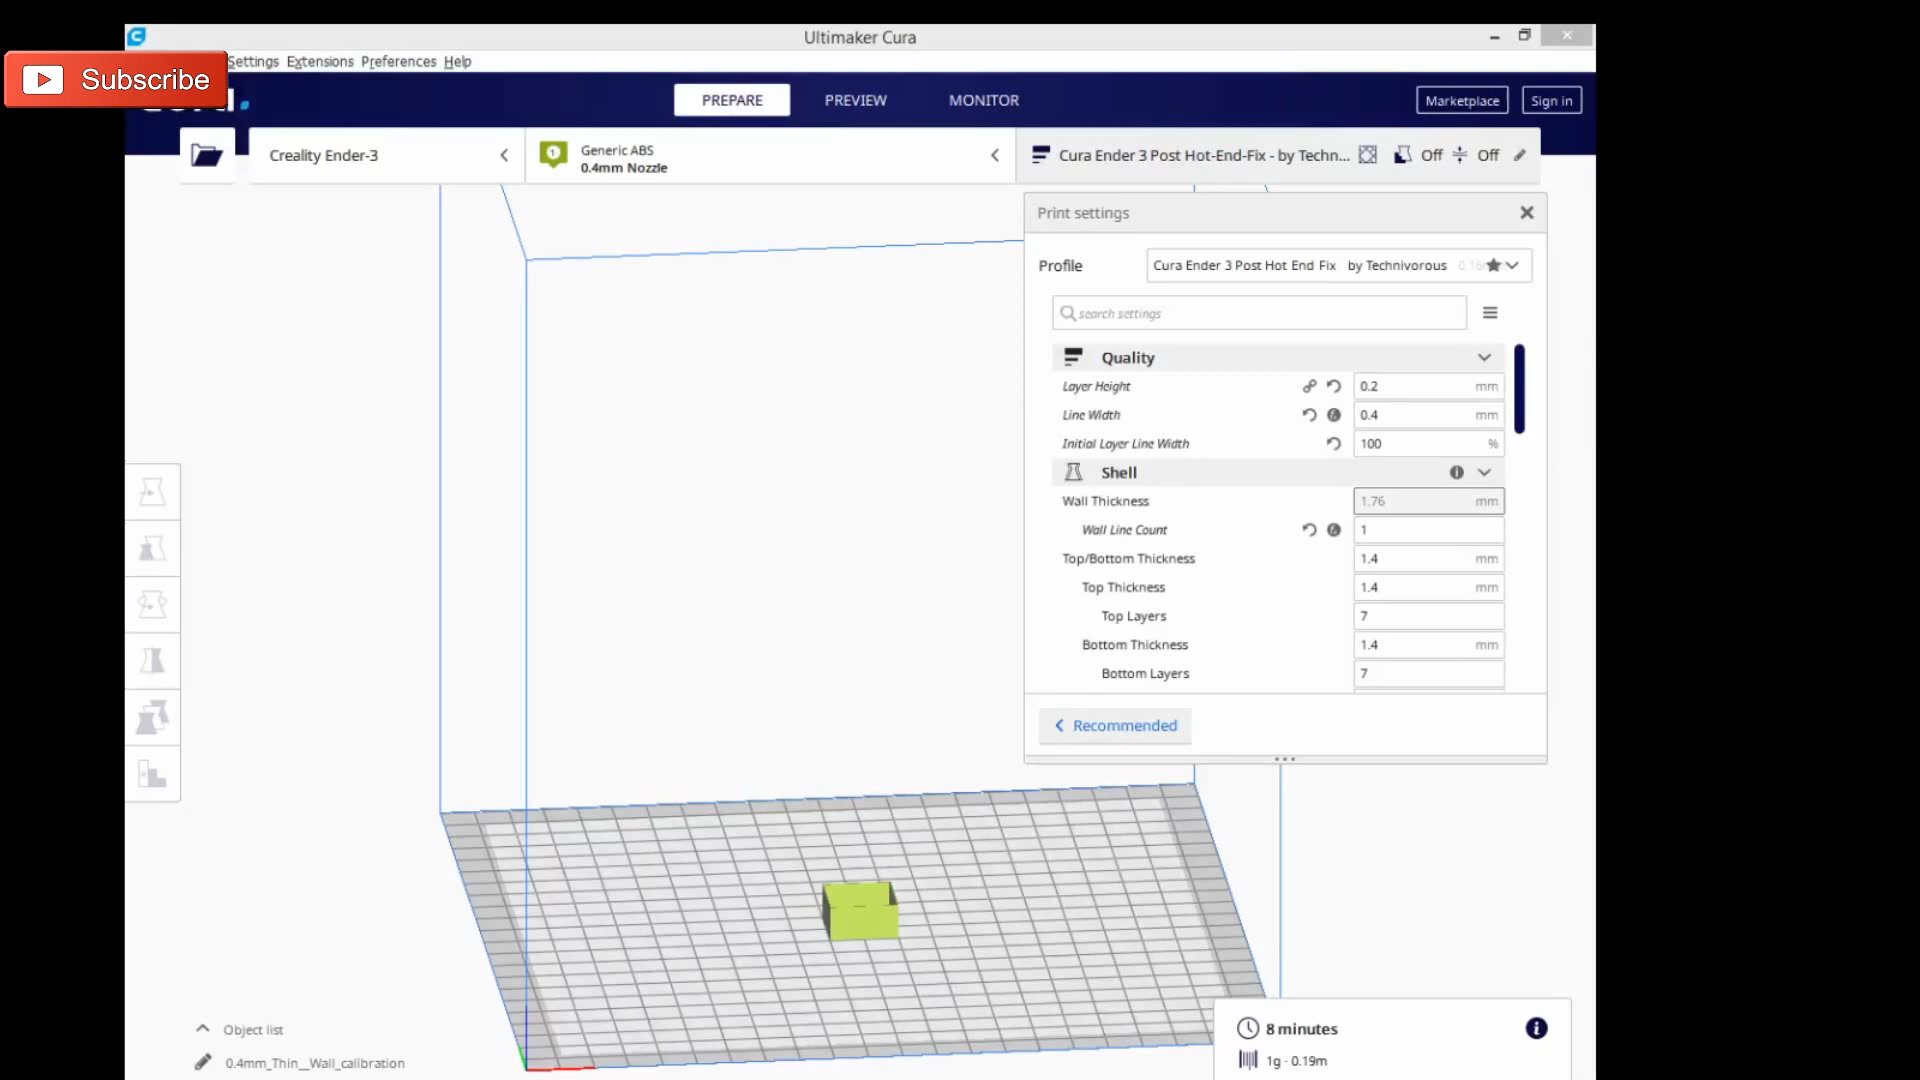 Ultimaker Cura
Subscribe
Settings Extensions Preferences Help
PREPARE PREVIEW MONITOR
Marketplace Sign in
Creality Ender-3
1
Generic ABS
0.4mm Nozzle
Cura Ender 3 Post Hot-End-Fix - by Techn... Off Off
Print settings
Profile Cura Ender 3 Post Hot End Fix by Technivorous
search settings
Quality
Layer Height 0.2 mm
Line Width 0.4 mm
Initial Layer Line Width 100 %
Shell
Wall Thickness 1.76 mm
Wall Line Count 1
Top/Bottom Thickness 1.4 mm
Top Thickness 1.4 mm
Top Layers 7
Bottom Thickness 1.4 mm
Bottom Layers 7
Recommended
Object list
0.4mm_Thin__Wall_calibration
8 minutes
1g · 0.19m